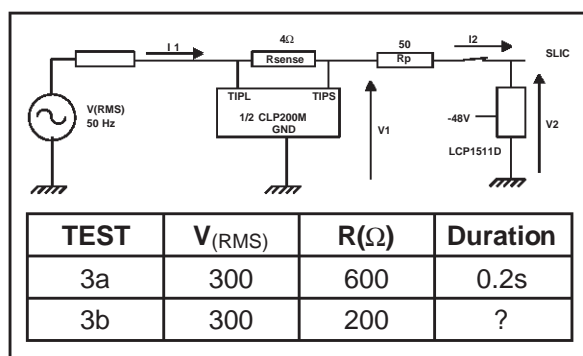 I 1
4Ω
Rsense
50
Rp
I2
SLIC
TIPL
TIPS
1/2 CLP200M
GND
V(RMS)
50 Hz
V1
-48V
V2
LCP1511D
TEST V(RMS) R(Ω) Duration
3a 300 600 0.2s
3b 300 200 ?